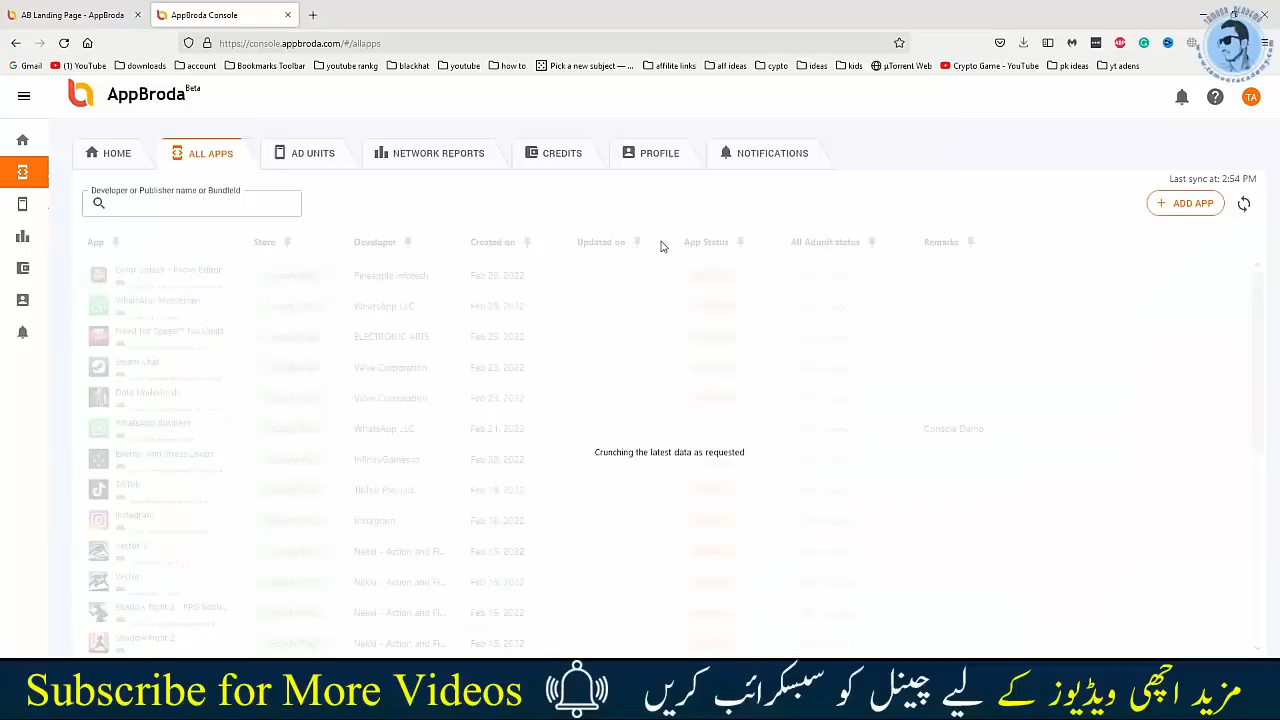 AB Landing Page - AppBroda
AppBroda Console
https://console.appbroda.com/#/allapps
Gmail
(1) YouTube
downloads
account
Bookmarks Toolbar
youtube rankg
blackhat
youtube
how to
Pick a new subject — ...
affilite links
aff ideas
cypto
ideas
kids
µTorrent Web
Crypto Game - YouTube
pk ideas
yt adens
AppBroda Beta
TA
HOME
ALL APPS
AD UNITS
NETWORK REPORTS
CREDITS
PROFILE
NOTIFICATIONS
Last sync at: 2:54 PM
Developer or Publisher name or BundleId
+ ADD APP
App Store Developer Created on Updated on App Status All Adunit status Remarks
Color Splash - Photo Editor Pineapple Infotech Feb 26, 2022
WhatsApp Messenger WhatsApp LLC Feb 25, 2022
Need for Speed™ No Limits ELECTRONIC ARTS Feb 25, 2022
Steam Chat Valve Corporation Feb 23, 2022
Dota Underlords Valve Corporation Feb 23, 2022
WhatsApp Business WhatsApp LLC Feb 21, 2022 Console Demo
Energy: Anti Stress Loops InfinityGames.io Feb 20, 2022
TikTok TikTok Pte. Ltd. Feb 19, 2022
Instagram Instagram Feb 16, 2022
Vector 2 Nekki - Action and Fi... Feb 15, 2022
Vector Nekki - Action and Fi... Feb 15, 2022
Shadow Fight 2 Nekki - Action and Fi... Feb 15, 2022
Shadow Fight 2 Nekki - Action and Fi... Feb 15, 2022
Crunching the latest data as requested
Subscribe for More Videos
مزید اچھی ویڈیوز کے لیے چینل کو سبسکرائب کریں